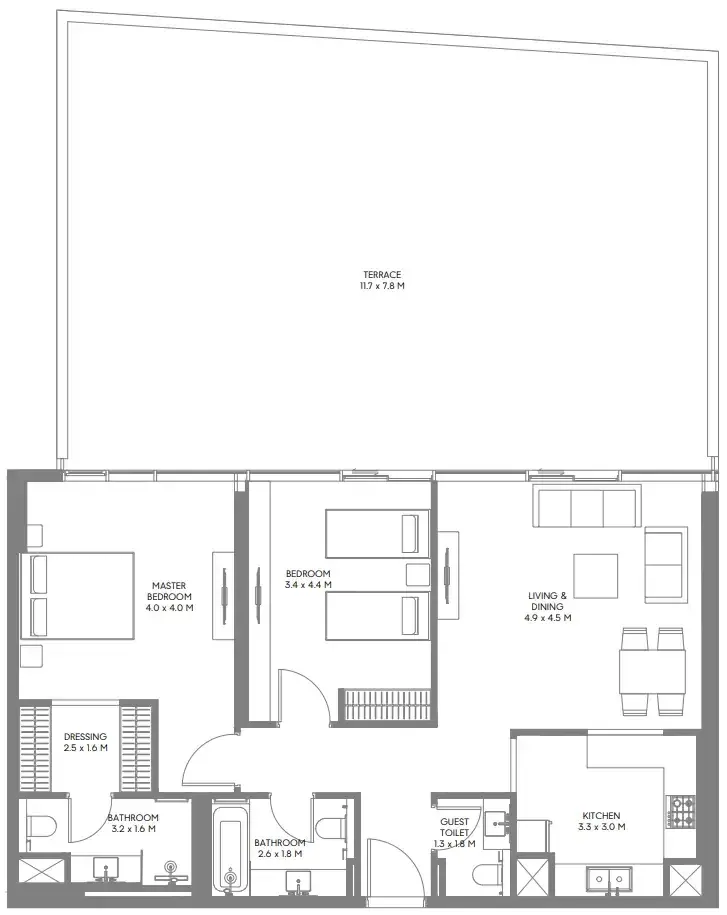 TERRACE
11.7 x 7.8 M
MASTER
BEDROOM
4.0 x 4.0 M
BEDROOM
3.4 x 4.4 M
LIVING &
DINING
4.9 x 4.5 M
DRESSING
2.5 x 1.6 M
BATHROOM
3.2 x 1.6 M
BATHROOM
2.6 x 1.8 M
GUEST
TOILET
1.3 x 1.8 M
KITCHEN
3.3 x 3.0 M